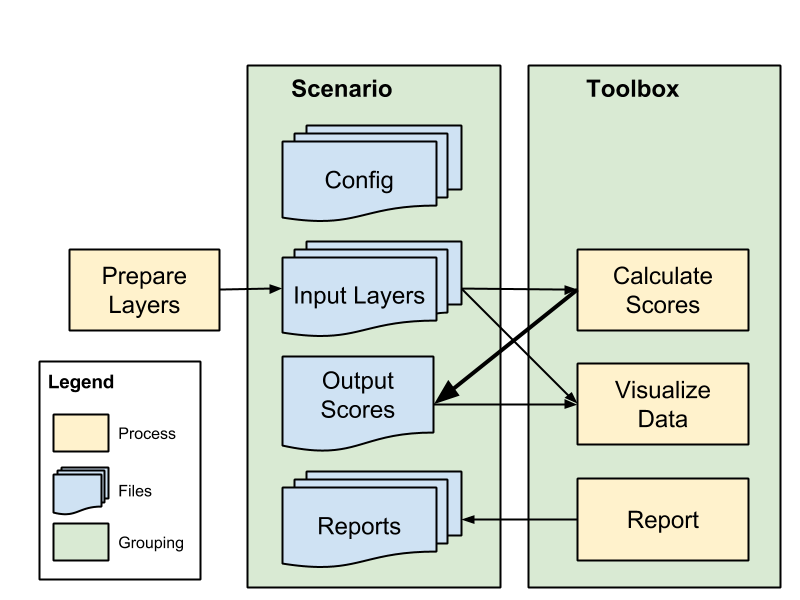 Scenario
Toolbox
Config
Prepare
Layers
Input Layers
Calculate
Scores
Output
Scores
Visualize
Data
Reports
Report
Legend
Process
Files
Grouping